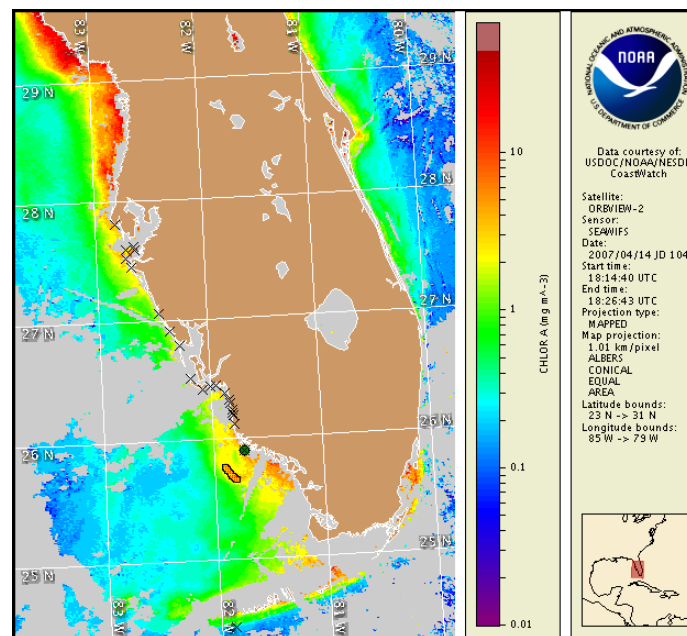 83 W
82 W
81 W
80 N
29 N
29 N
28 N
28 N
27 N
27 N
26 N
26 N
25 N
25 N
83 W
82 W
81 W
10
1
0.1
0.01
CHLOR A (mg m^-3)
NATIONAL OCEANIC AND ATMOSPHERIC ADMINISTRATION
NOAA
U.S. DEPARTMENT OF COMMERCE
Data courtesy of:
USDOC/NOAA/NESDI
CoastWatch
Satellite:
ORBVIEW-2
Sensor:
SEAWIFS
Date:
2007/04/14 JD 104
Start time:
18:14:40 UTC
End time:
18:26:43 UTC
Projection type:
MAPPED
Map projection:
1.01 km/pixel
ALBERS
CONICAL
EQUAL
AREA
Latitude bounds:
23 N -> 31 N
Longitude bounds:
85 W -> 79 W